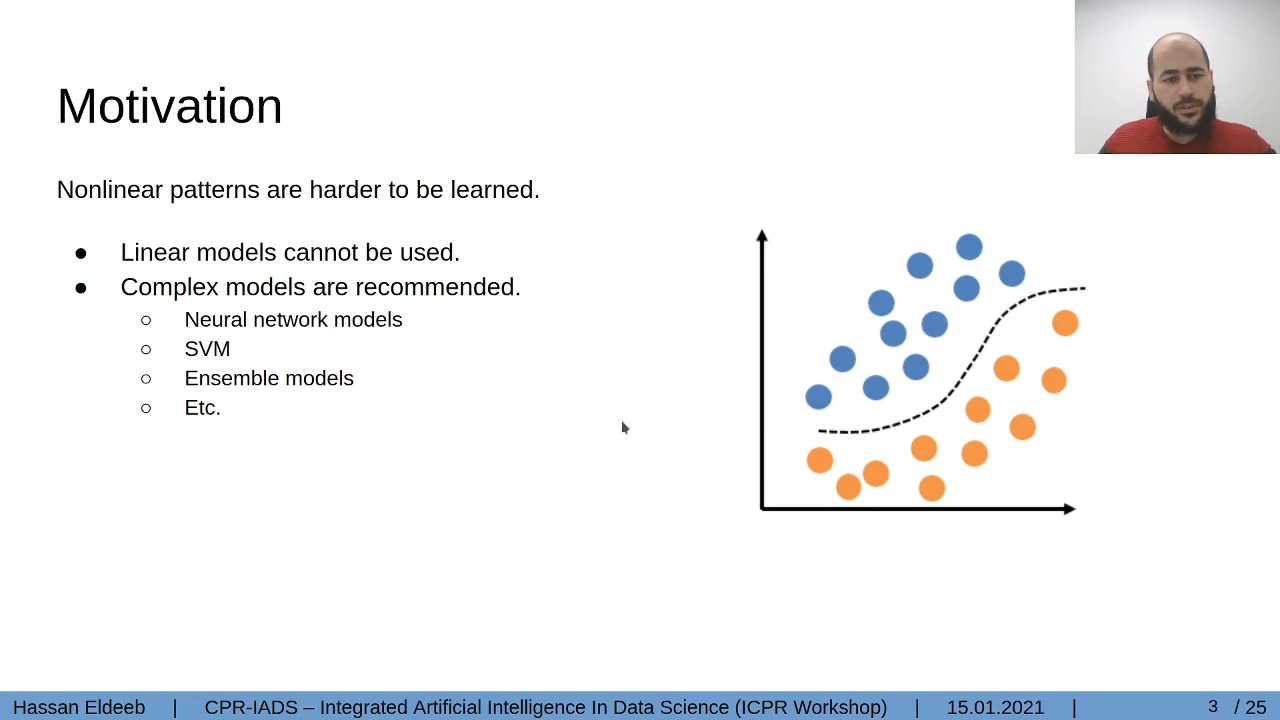 Motivation
Nonlinear patterns are harder to be learned.
● Linear models cannot be used.
● Complex models are recommended.
○ Neural network models
○ SVM
○ Ensemble models
○ Etc.
Hassan Eldeeb | CPR-IADS – Integrated Artificial Intelligence In Data Science (ICPR Workshop) | 15.01.2021 | 3 / 25